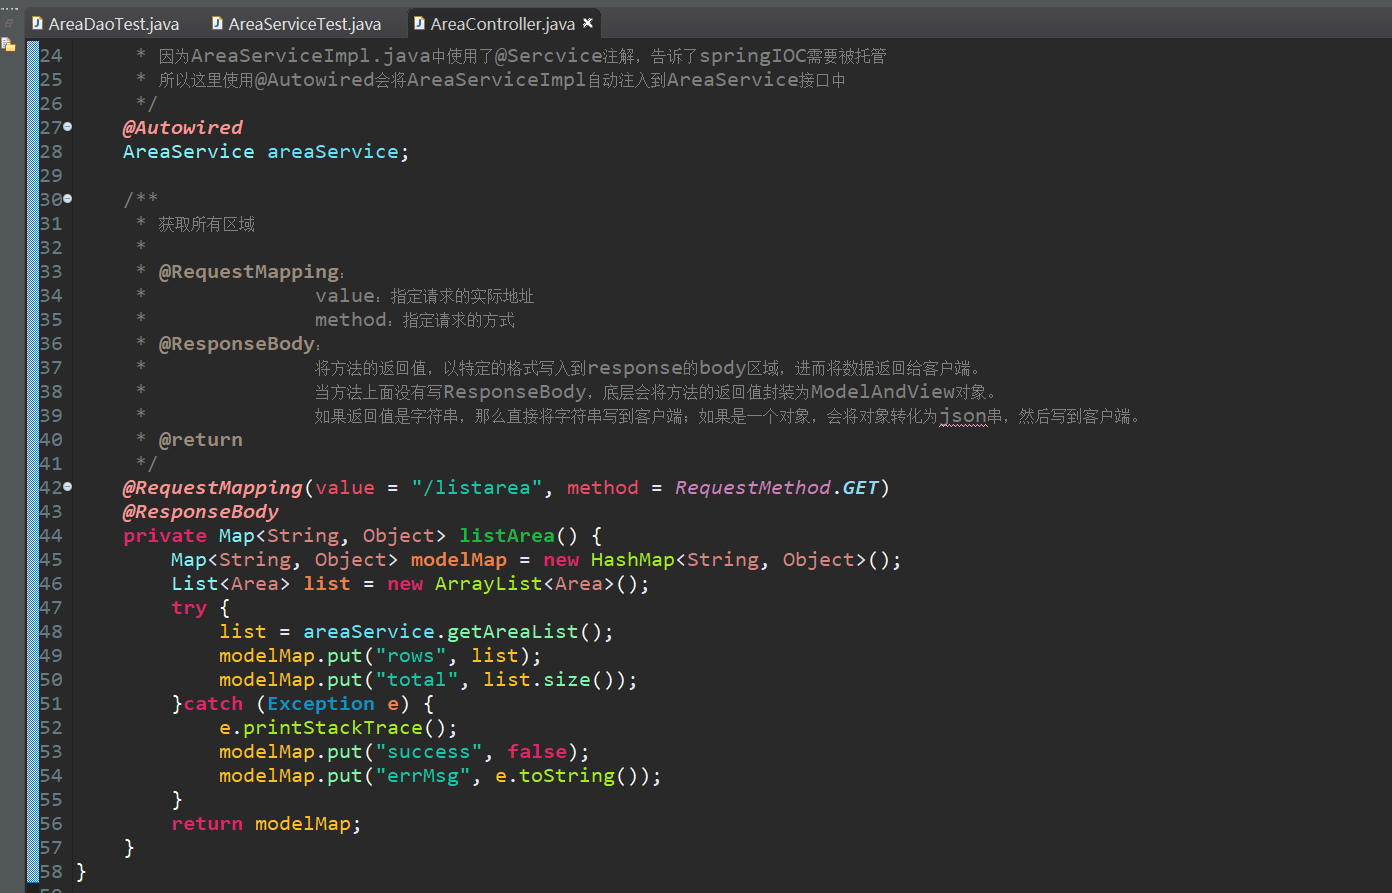 AreaDaoTest.java AreaServiceTest.java AreaController.java
24 * 因为AreaServiceImpl.java中使用了@Sercvice注解，告诉了springIOC需要被托管
25 * 所以这里使用@Autowired会将AreaServiceImpl自动注入到AreaService接口中
26 */
27 @Autowired
28 AreaService areaService;
29
30 /**
31 * 获取所有区域
32 *
33 * @RequestMapping：
34 * value：指定请求的实际地址
35 * method：指定请求的方式
36 * @ResponseBody：
37 * 将方法的返回值，以特定的格式写入到response的body区域，进而将数据返回给客户端。
38 * 当方法上面没有写ResponseBody，底层会将方法的返回值封装为ModelAndView对象。
39 * 如果返回值是字符串，那么直接将字符串写到客户端；如果是一个对象，会将对象转化为json串，然后写到客户端。
40 * @return
41 */
42 @RequestMapping(value = "/listarea", method = RequestMethod.GET)
43 @ResponseBody
44 private Map<String, Object> listArea() {
45 Map<String, Object> modelMap = new HashMap<String, Object>();
46 List<Area> list = new ArrayList<Area>();
47 try {
48 list = areaService.getAreaList();
49 modelMap.put("rows", list);
50 modelMap.put("total", list.size());
51 }catch (Exception e) {
52 e.printStackTrace();
53 modelMap.put("success", false);
54 modelMap.put("errMsg", e.toString());
55 }
56 return modelMap;
57 }
58 }